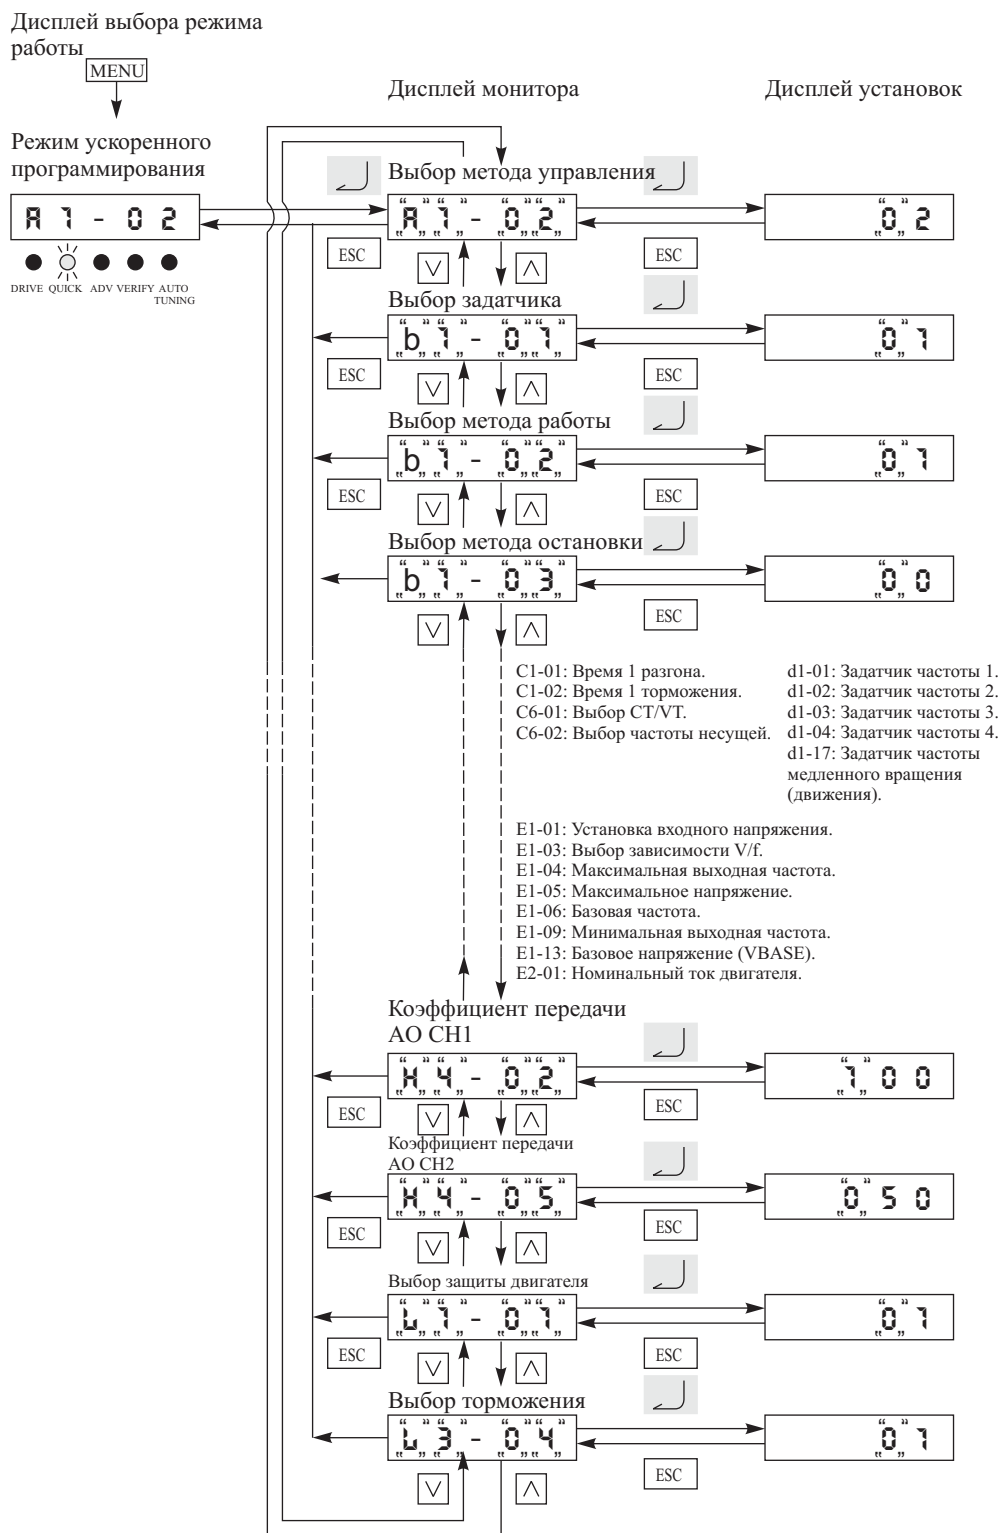 Дисплей выбора режима
работы
MENU
Дисплей монитора
Дисплей установок
Режим ускоренного
программирования
A1-02
DRIVE QUICK ADV VERIFY AUTO
TUNING
Выбор метода управления
A1-02
02
ESC
ESC
Выбор задатчика
b1-01
01
ESC
ESC
Выбор метода работы
b1-02
01
ESC
ESC
Выбор метода остановки
b1-03
00
ESC
C1-01: Время 1 разгона.
C1-02: Время 1 торможения.
C6-01: Выбор CT/VT.
C6-02: Выбор частоты несущей.
d1-01: Задатчик частоты 1.
d1-02: Задатчик частоты 2.
d1-03: Задатчик частоты 3.
d1-04: Задатчик частоты 4.
d1-17: Задатчик частоты
медленного вращения
(движения).
E1-01: Установка входного напряжения.
E1-03: Выбор зависимости V/f.
E1-04: Максимальная выходная частота.
E1-05: Максимальное напряжение.
E1-06: Базовая частота.
E1-09: Минимальная выходная частота.
E1-13: Базовое напряжение (VBASE).
E2-01: Номинальный ток двигателя.
Коэффициент передачи
AO CH1
H4-02
100
ESC
ESC
Коэффициент передачи
AO CH2
H4-05
050
ESC
ESC
Выбор защиты двигателя
L1-01
01
ESC
ESC
Выбор торможения
L3-04
01
ESC